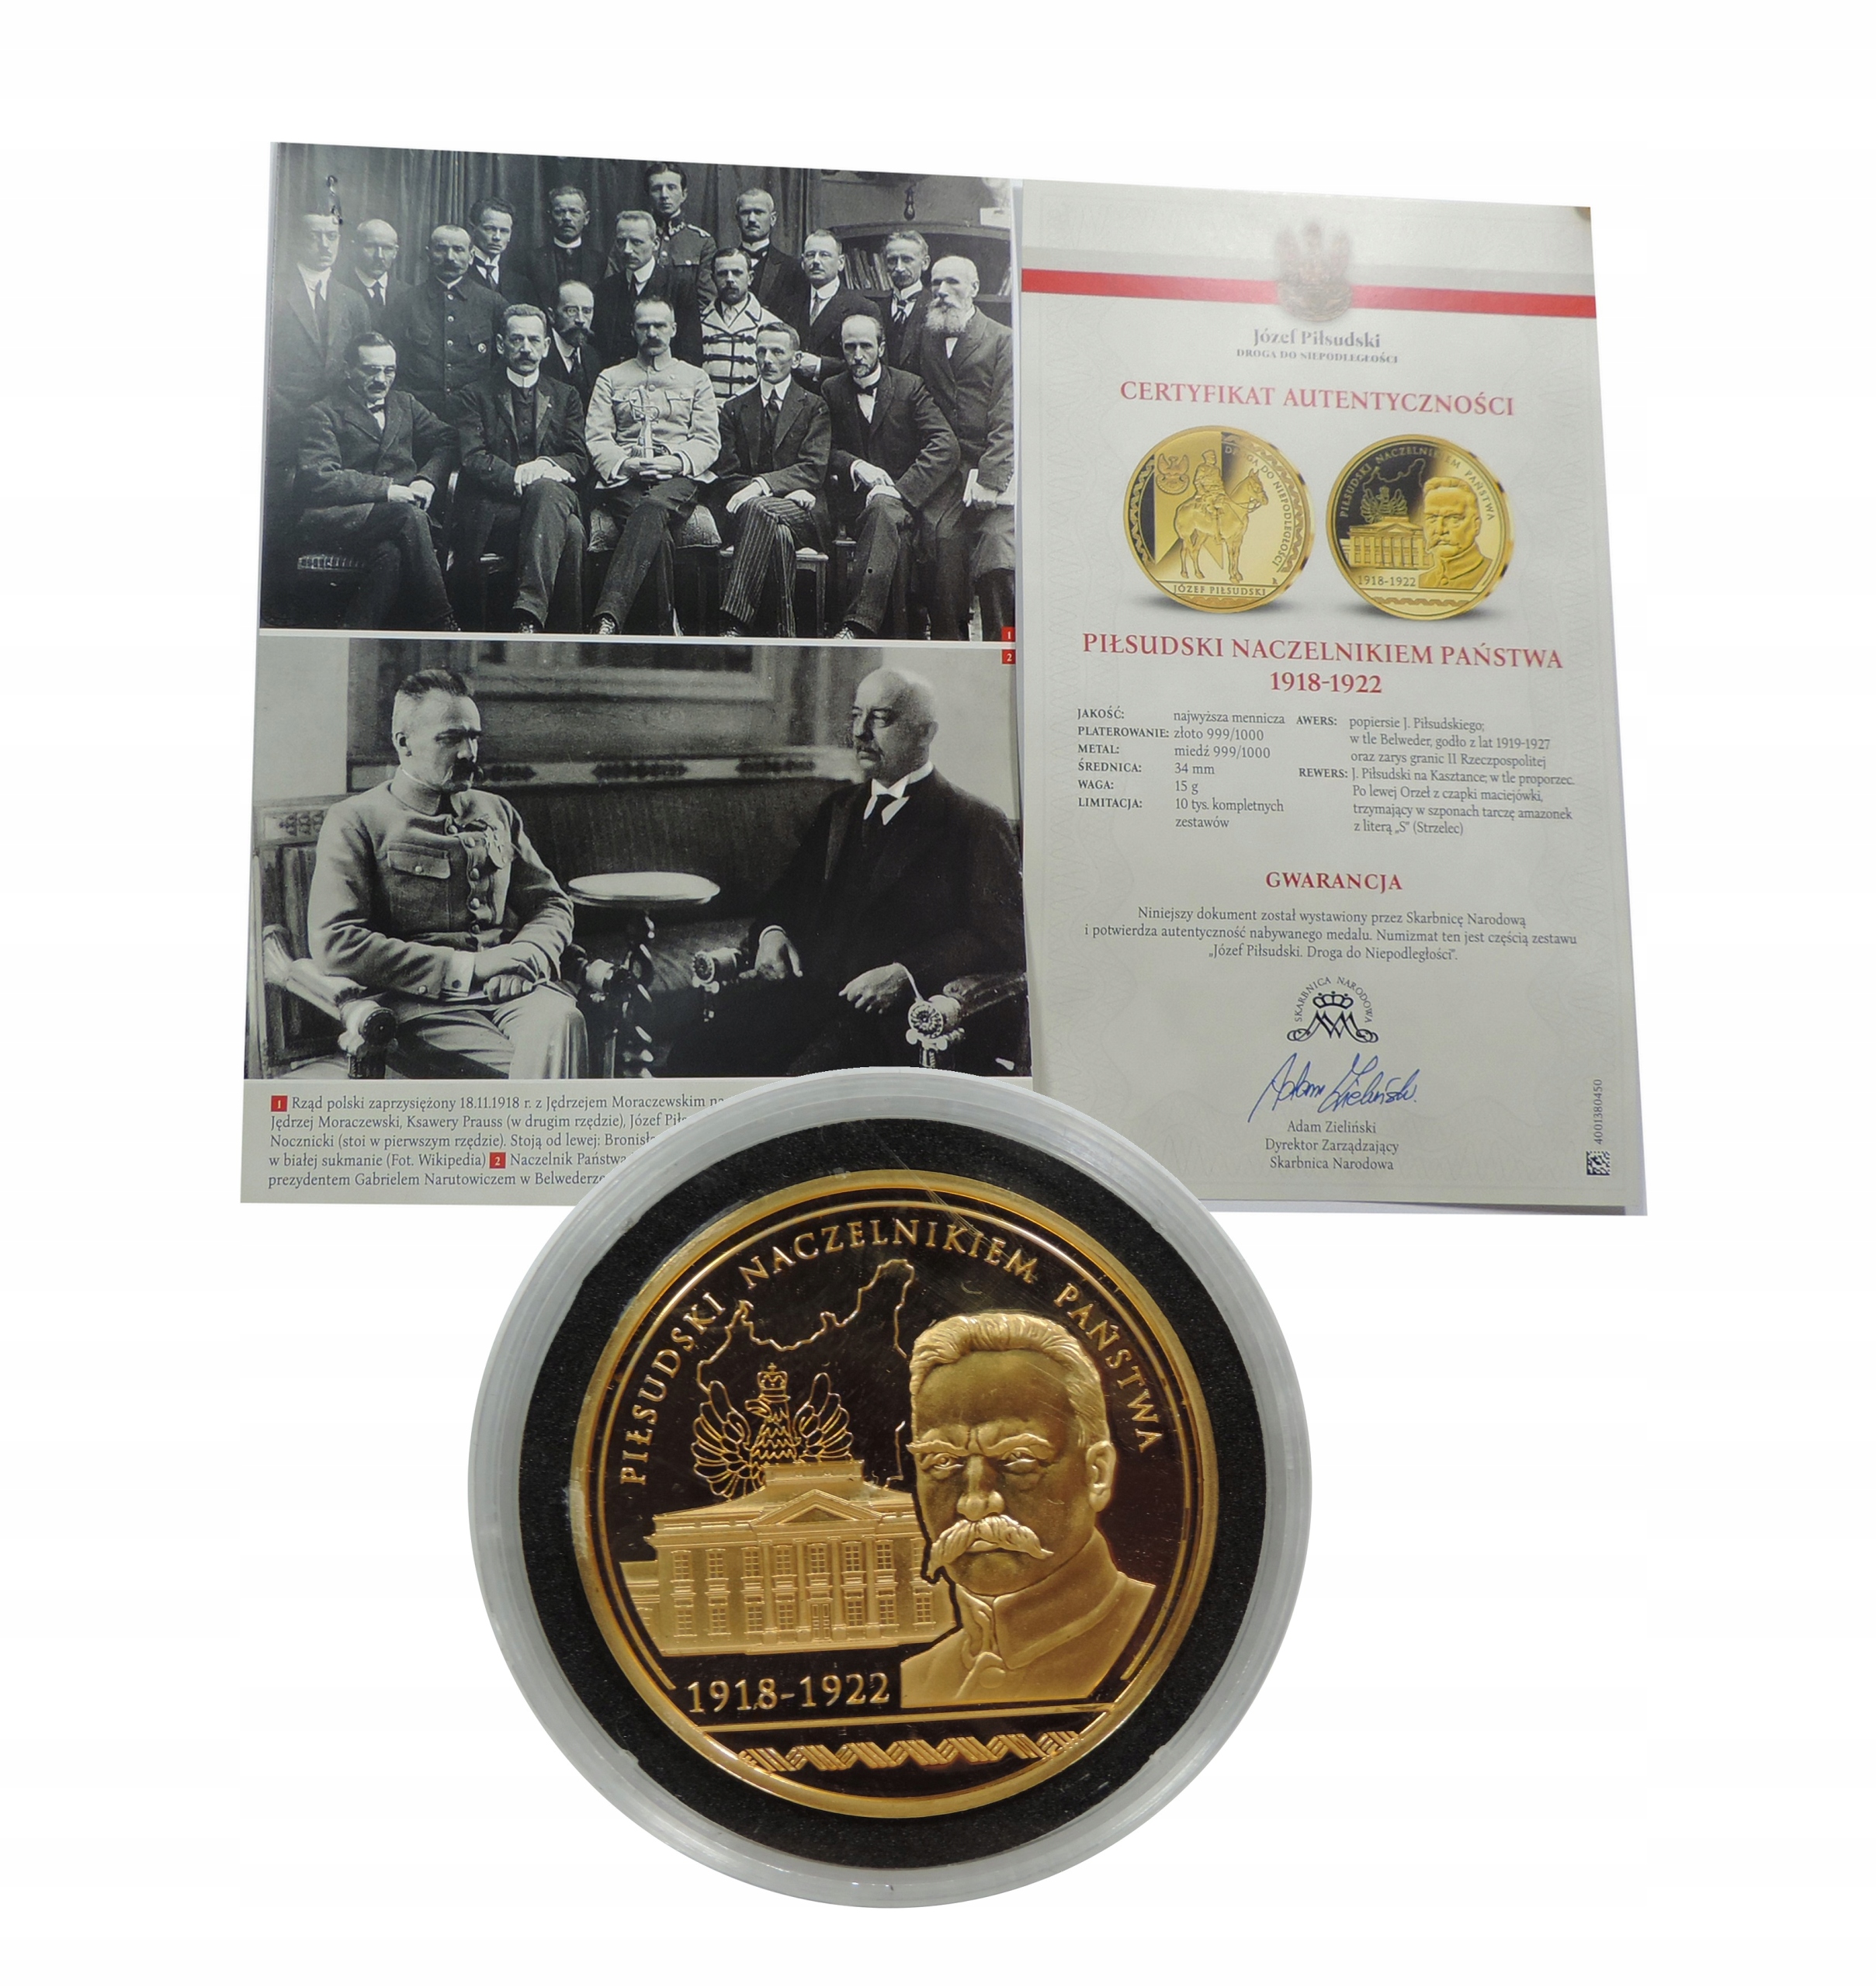 1
2
1 Rząd polski zaprzysiężony 18.11.1918 r. z Jędrzejem Moraczewskim
Jędrzej Moraczewski, Ksawery Prauss (w drugim rzędzie), Józef
Nocznicki (stoi w pierwszym rzędzie). Stoją od lewej:
w białej sukmanie (Fot. Wikipedia) 2 Naczelnik Państwa
prezydentem Gabrielem Narutowiczem w
Józef Piłsudski
DROGA DO NIEPODLEGŁOŚCI
CERTYFIKAT AUTENTYCZNOŚCI
DROGA DO NIEPODLEGŁOŚCI
JÓZEF PIŁSUDSKI
PIŁSUDSKI NACZELNIKIEM PAŃSTWA
1918-1922
PIŁSUDSKI NACZELNIKIEM PAŃSTWA
1918-1922
JAKOŚĆ: najwyższa mennicza
PLATEROWANIE: złoto 999/1000
METAL: miedź 999/1000
ŚREDNICA: 34 mm
WAGA: 15 g
LIMITACJA: 10 tys. kompletnych
zestawów
AWERS: popiersie J. Piłsudskiego;
w tle Belweder, godło z lat 1919-1927
oraz zarys granic II Rzeczpospolitej
REWERS: J. Piłsudski na Kasztance; w tle proporzec.
Po lewej Orzeł z czapki maciejówki,
trzymający w szponach tarczę amazonek
z literą „S” (Strzelec)
GWARANCJA
Niniejszy dokument został wystawiony przez Skarbnicę Narodową
i potwierdza autentyczność nabywanego medalu. Numizmat ten jest częścią zestawu
„Józef Piłsudski. Droga do Niepodległości”.
SKARBNICA NARODOWA
Adam Zieliński
Adam Zieliński
Dyrektor Zarządzający
Skarbnica Narodowa
4001380450
PIŁSUDSKI NACZELNIKIEM PAŃSTWA
1918-1922